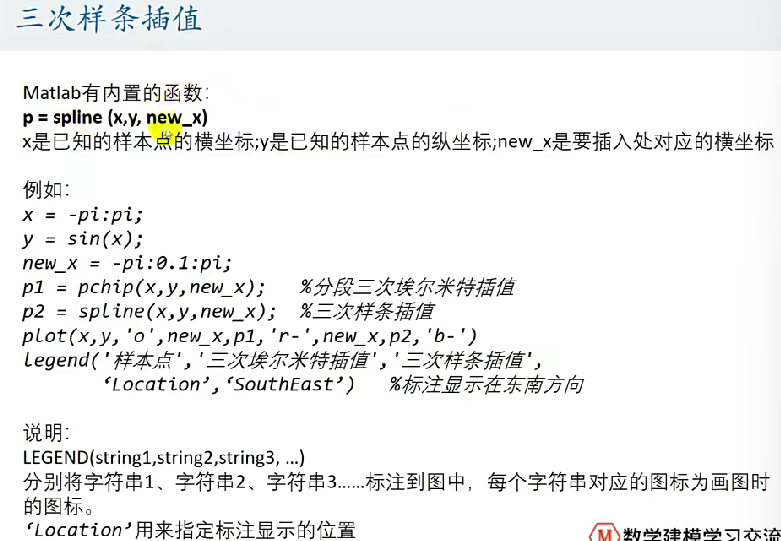 三次样条插值
Matlab有内置的函数:
p = spline (x,y, new_x)
x是已知的样本点的横坐标;y是已知的样本点的纵坐标;new_x是要插入处对应的横坐标
例如:
x = -pi:pi;
y = sin(x);
new_x = -pi:0.1:pi;
p1 = pchip(x,y,new_x);   %分段三次埃尔米特插值
p2 = spline(x,y,new_x);  %三次样条插值
plot(x,y,'o',new_x,p1,'r-',new_x,p2,'b-')
legend('样本点','三次埃尔米特插值','三次样条插值',
‘Location’,‘SouthEast’)   %标注显示在东南方向
说明:
LEGEND(string1,string2,string3, …)
分别将字符串1、字符串2、字符串3……标注到图中，每个字符串对应的图标为画图时
的图标。
‘Location’用来指定标注显示的位置
M 数学建模学习交流